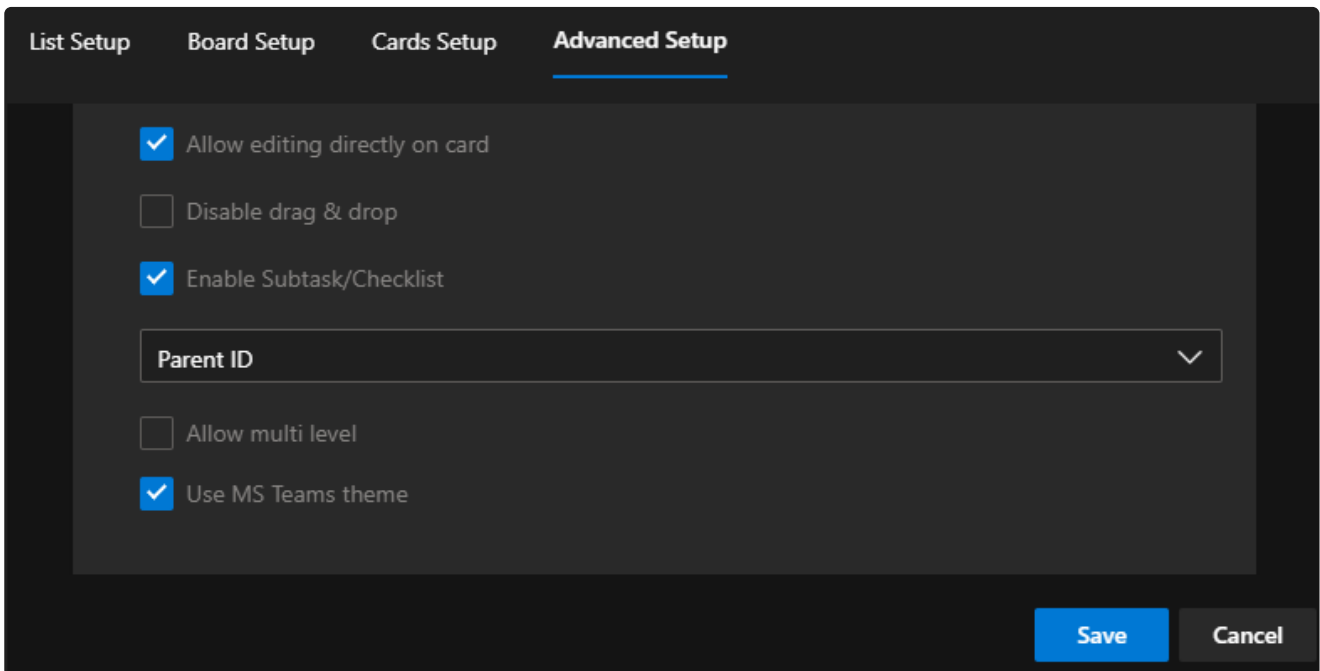 List Setup Board Setup Cards Setup Advanced Setup
Allow editing directly on card
Disable drag & drop
Enable Subtask/Checklist
Parent ID
Allow multi level
Use MS Teams theme
Save Cancel